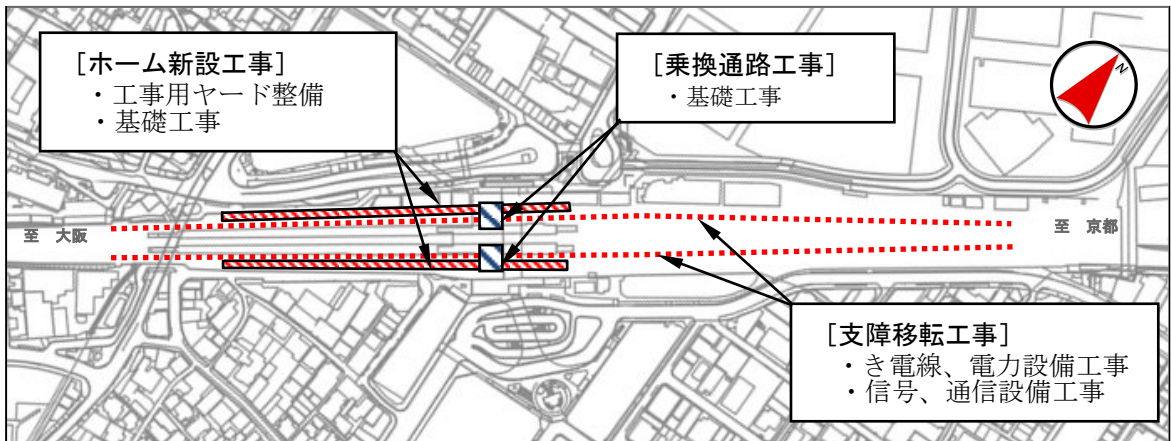 [ホーム新設工事]
・工事用ヤード整備
・基礎工事
[乗換通路工事]
・基礎工事
N
至 大阪
至 京都
[支障移転工事]
・き電線、電力設備工事
・信号、通信設備工事